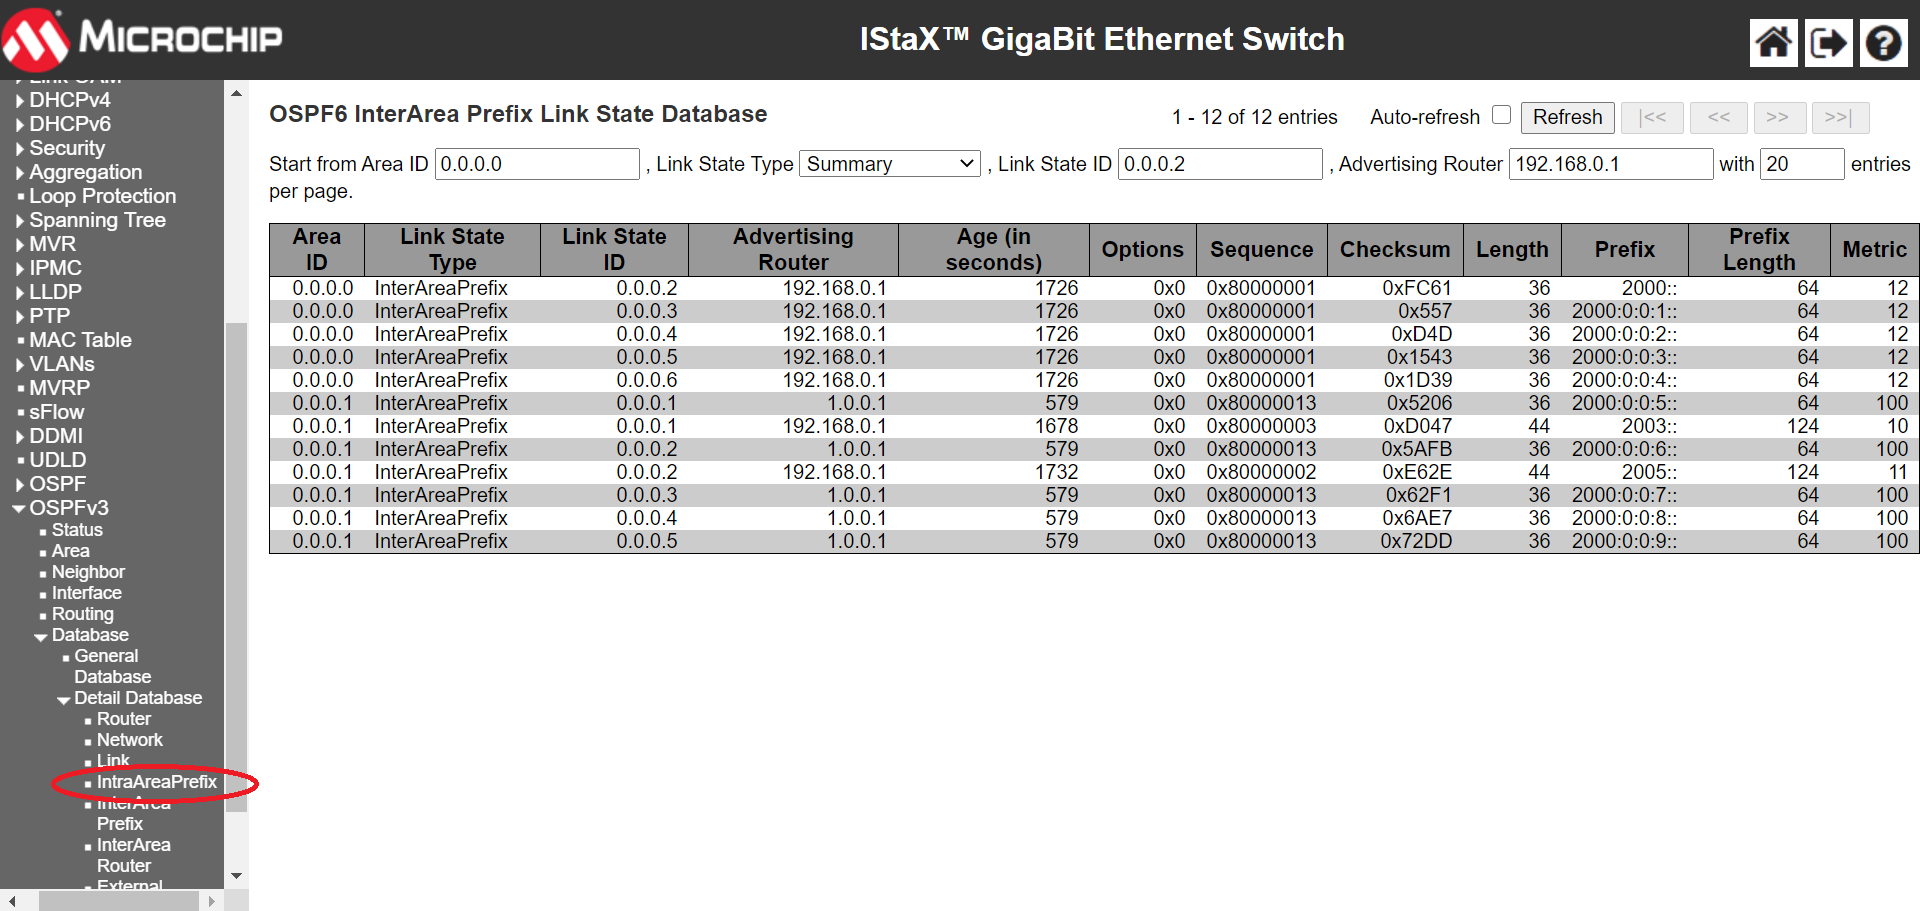 MICROCHIP
IStaX™ GigaBit Ethernet Switch
Link OAM
DHCPv4
DHCPv6
Security
Aggregation
Loop Protection
Spanning Tree
MVR
IPMC
LLDP
PTP
MAC Table
VLANs
MVRP
sFlow
DDMI
UDLD
OSPF
OSPFv3
Status
Area
Neighbor
Interface
Routing
Database
General
Database
Detail Database
Router
Network
Link
IntraAreaPrefix
InterArea
Prefix
InterArea
Router
External
OSPF6 InterArea Prefix Link State Database
1 - 12 of 12 entries Auto-refresh Refresh |<< << >> >>|
Start from Area ID 0.0.0.0 , Link State Type Summary , Link State ID 0.0.0.2 , Advertising Router 192.168.0.1 with 20 entries
per page.
Area ID Link State Type Link State ID Advertising Router Age (in seconds) Options Sequence Checksum Length Prefix Prefix Length Metric
0.0.0.0 InterAreaPrefix 0.0.0.2 192.168.0.1 1726 0x0 0x80000001 0xFC61 36 2000:: 64 12
0.0.0.0 InterAreaPrefix 0.0.0.3 192.168.0.1 1726 0x0 0x80000001 0x557 36 2000:0:0:1:: 64 12
0.0.0.0 InterAreaPrefix 0.0.0.4 192.168.0.1 1726 0x0 0x80000001 0xD4D 36 2000:0:0:2:: 64 12
0.0.0.0 InterAreaPrefix 0.0.0.5 192.168.0.1 1726 0x0 0x80000001 0x1543 36 2000:0:0:3:: 64 12
0.0.0.0 InterAreaPrefix 0.0.0.6 192.168.0.1 1726 0x0 0x80000001 0x1D39 36 2000:0:0:4:: 64 12
0.0.0.1 InterAreaPrefix 0.0.0.1 1.0.0.1 579 0x0 0x80000013 0x5206 36 2000:0:0:5:: 64 100
0.0.0.1 InterAreaPrefix 0.0.0.1 192.168.0.1 1678 0x0 0x80000003 0xD047 44 2003:: 124 10
0.0.0.1 InterAreaPrefix 0.0.0.2 1.0.0.1 579 0x0 0x80000013 0x5AFB 36 2000:0:0:6:: 64 100
0.0.0.1 InterAreaPrefix 0.0.0.2 192.168.0.1 1732 0x0 0x80000002 0xE62E 44 2005:: 124 11
0.0.0.1 InterAreaPrefix 0.0.0.3 1.0.0.1 579 0x0 0x80000013 0x62F1 36 2000:0:0:7:: 64 100
0.0.0.1 InterAreaPrefix 0.0.0.4 1.0.0.1 579 0x0 0x80000013 0x6AE7 36 2000:0:0:8:: 64 100
0.0.0.1 InterAreaPrefix 0.0.0.5 1.0.0.1 579 0x0 0x80000013 0x72DD 36 2000:0:0:9:: 64 100